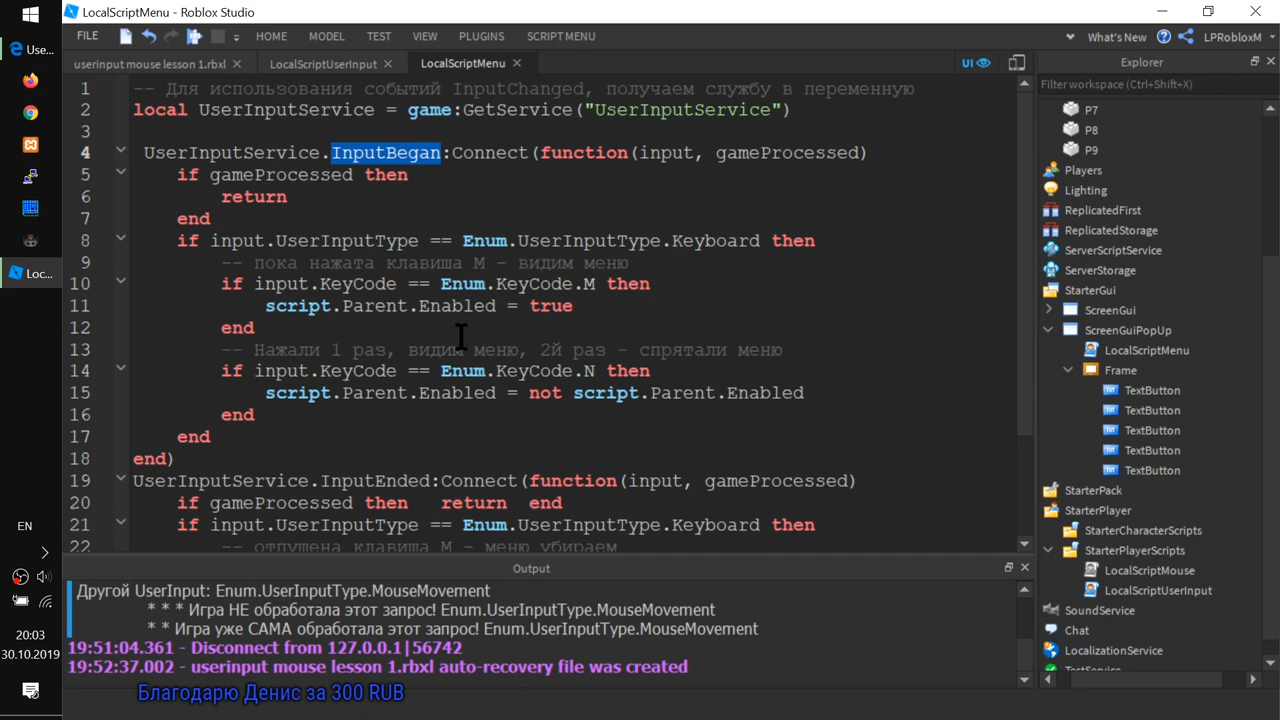 LocalScriptMenu - Roblox Studio
FILE HOME MODEL TEST VIEW PLUGINS SCRIPT MENU What's New LPRobloxM
userinput mouse lesson 1.rbxl LocalScriptUserInput LocalScriptMenu UI
1 -- Для использования событий InputChanged, получаем службу в переменную
2 local UserInputService = game:GetService("UserInputService")
3
4 UserInputService.InputBegan:Connect(function(input, gameProcessed)
5 if gameProcessed then
6 return
7 end
8 if input.UserInputType == Enum.UserInputType.Keyboard then
9 -- пока нажата клавиша M - видим меню
10 if input.KeyCode == Enum.KeyCode.M then
11 script.Parent.Enabled = true
12 end
13 -- Нажали 1 раз, видим меню, 2й раз - спрятали меню
14 if input.KeyCode == Enum.KeyCode.N then
15 script.Parent.Enabled = not script.Parent.Enabled
16 end
17 end
18 end)
19 UserInputService.InputEnded:Connect(function(input, gameProcessed)
20 if gameProcessed then return end
21 if input.UserInputType == Enum.UserInputType.Keyboard then
22 -- отпущена клавиша M - меню убираем
Output
Другой UserInput: Enum.UserInputType.MouseMovement
* * * Игра НЕ обработала этот запрос! Enum.UserInputType.MouseMovement
* * Игра уже САМА обработала этот запрос! Enum.UserInputType.MouseMovement
19:51:04.361 - Disconnect from 127.0.0.1|56742
19:52:37.002 - userinput mouse lesson 1.rbxl auto-recovery file was created
Благодарю Денис за 300 RUB
Explorer
Filter workspace (Ctrl+Shift+X)
P7
P8
P9
Players
Lighting
ReplicatedFirst
ReplicatedStorage
ServerScriptService
ServerStorage
StarterGui
ScreenGui
ScreenGuiPopUp
LocalScriptMenu
Frame
TextButton
TextButton
TextButton
TextButton
TextButton
StarterPack
StarterPlayer
StarterCharacterScripts
StarterPlayerScripts
LocalScriptMouse
LocalScriptUserInput
SoundService
Chat
LocalizationService
TestService
Use...
Loc...
EN
20:03
30.10.2019